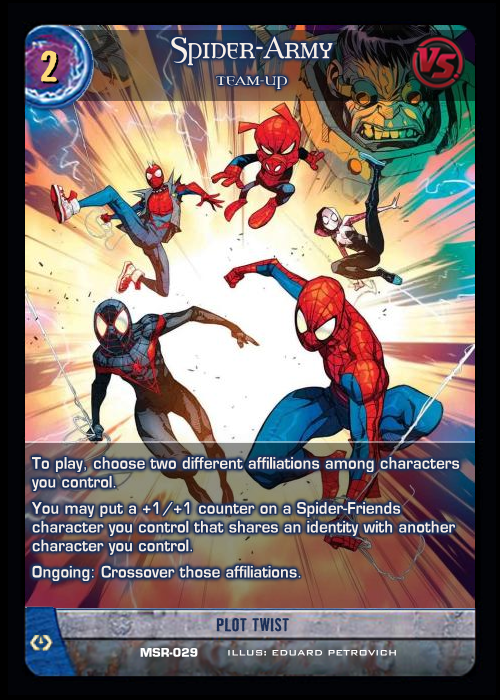 2
Spider-Army
VS.
TEAM-UP
To play, choose two different affiliations among characters
you control.
You may put a +1/+1 counter on a Spider-Friends
character you control that shares an identity with another
character you control.
Ongoing: Crossover those affiliations.
PLOT TWIST
MSR-029 ILLUS: EDUARD PETROVICH